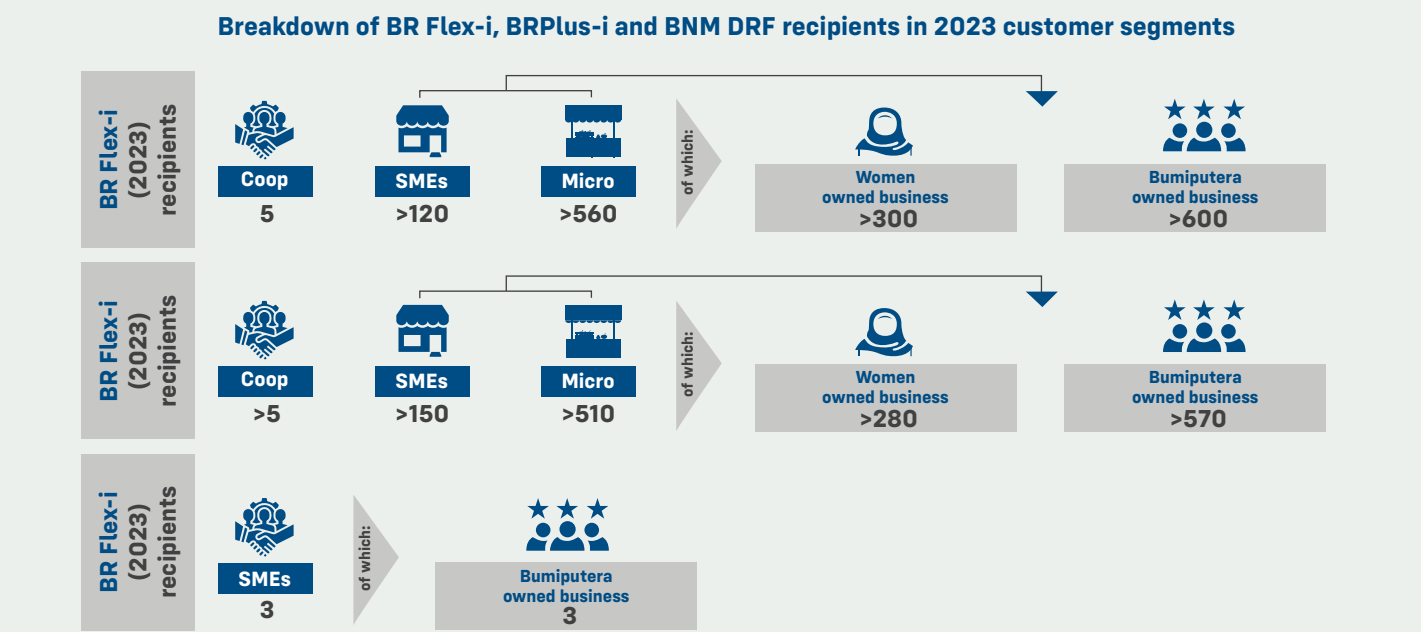 Breakdown of BR Flex-i, BRPlus-i and BNM DRF recipients in 2023 customer segments
BR Flex-i
(2023)
recipients
Coop
5
SMEs
>120
Micro
>560
of which:
Women
owned business
>300
Bumiputera
owned business
>600
BR Flex-i
(2023)
recipients
Coop
>5
SMEs
>150
Micro
>510
of which:
Women
owned business
>280
Bumiputera
owned business
>570
BR Flex-i
(2023)
recipients
SMEs
3
of which:
Bumiputera
owned business
3